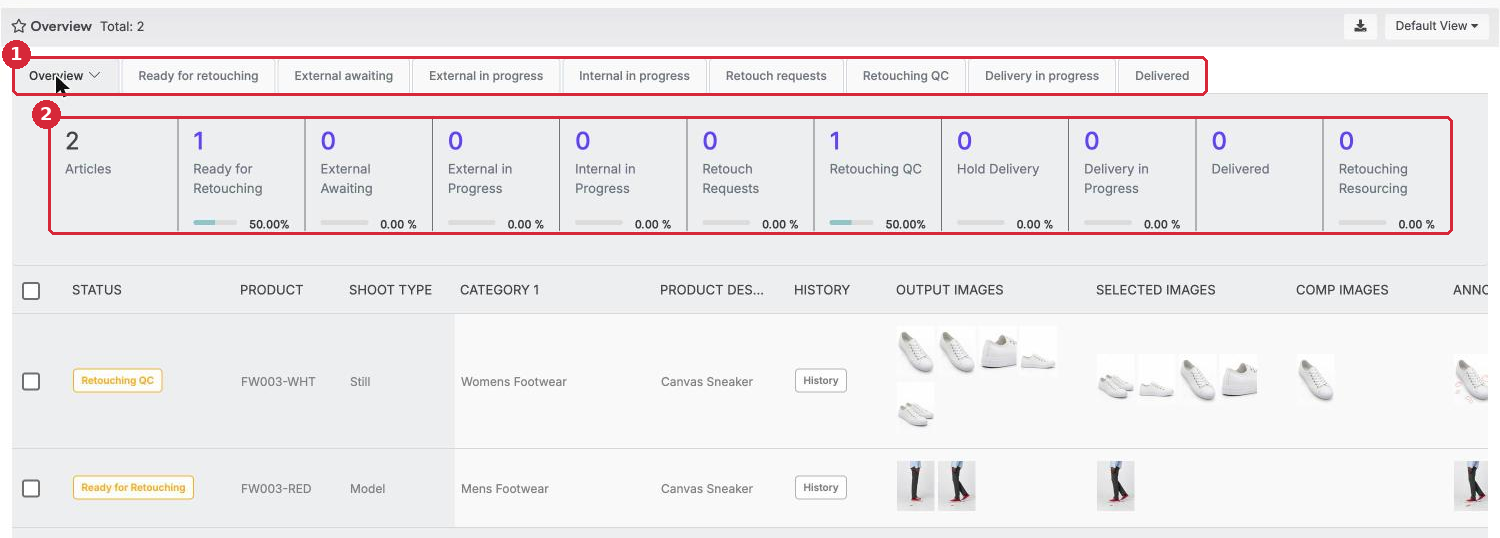 Overview Total: 2
Default View
1
Overview Ready for retouching External awaiting External in progress Internal in progress Retouch requests Retouching QC Delivery in progress Delivered
2
2 1 0 0 0 0 1 0 0 0 0
Articles Ready for External External in Internal in Retouch Retouching QC Hold Delivery Delivery in Delivered Retouching
Retouching Awaiting Progress Progress Requests Progress Resourcing
50.00% 0.00 % 0.00 % 0.00 % 0.00 % 50.00% 0.00 % 0.00 % 0.00 %
STATUS PRODUCT SHOOT TYPE CATEGORY 1 PRODUCT DES... HISTORY OUTPUT IMAGES SELECTED IMAGES COMP IMAGES ANNO
Retouching QC FW003-WHT Still Womens Footwear Canvas Sneaker History
Ready for Retouching FW003-RED Model Mens Footwear Canvas Sneaker History